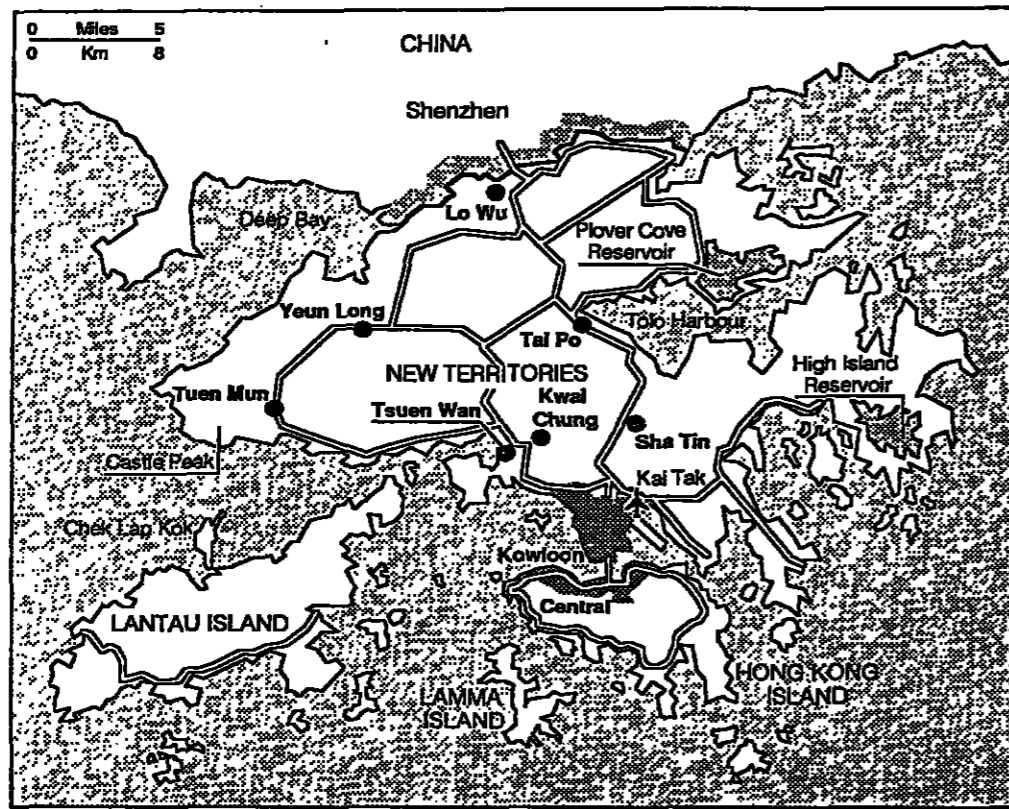 0 Miles 5
0 Km 8
CHINA
Shenzhen
Lo Wu
Deep Bay
Plover Cove
Reservoir
Yeun Long
Tai Po
Tolo Harbour
High Island
Reservoir
NEW TERRITORIES
Tuen Mun
Kwai
Chung
Tsuen Wan
Sha Tin
Castle Peak
Kai Tak
Chek Lap Kok
Kowloon
Central
LANTAU ISLAND
HONG KONG
ISLAND
LAMMA
ISLAND